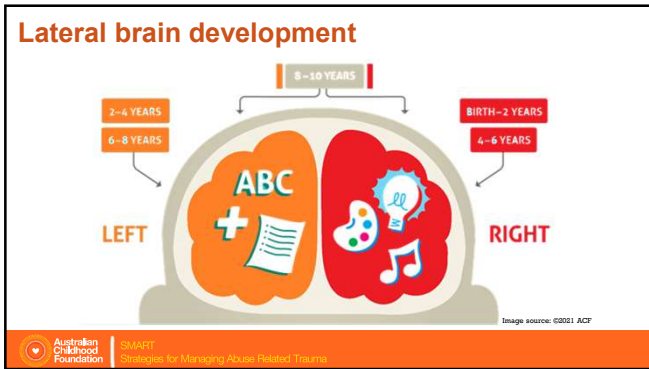 Lateral brain development
8–10 YEARS
2–4 YEARS
6–8 YEARS
BIRTH–2 YEARS
4–6 YEARS
ABC
LEFT
RIGHT
Image source: ©2021 ACF
Australian
Childhood
Foundation
SMART
Strategies for Managing Abuse Related Trauma